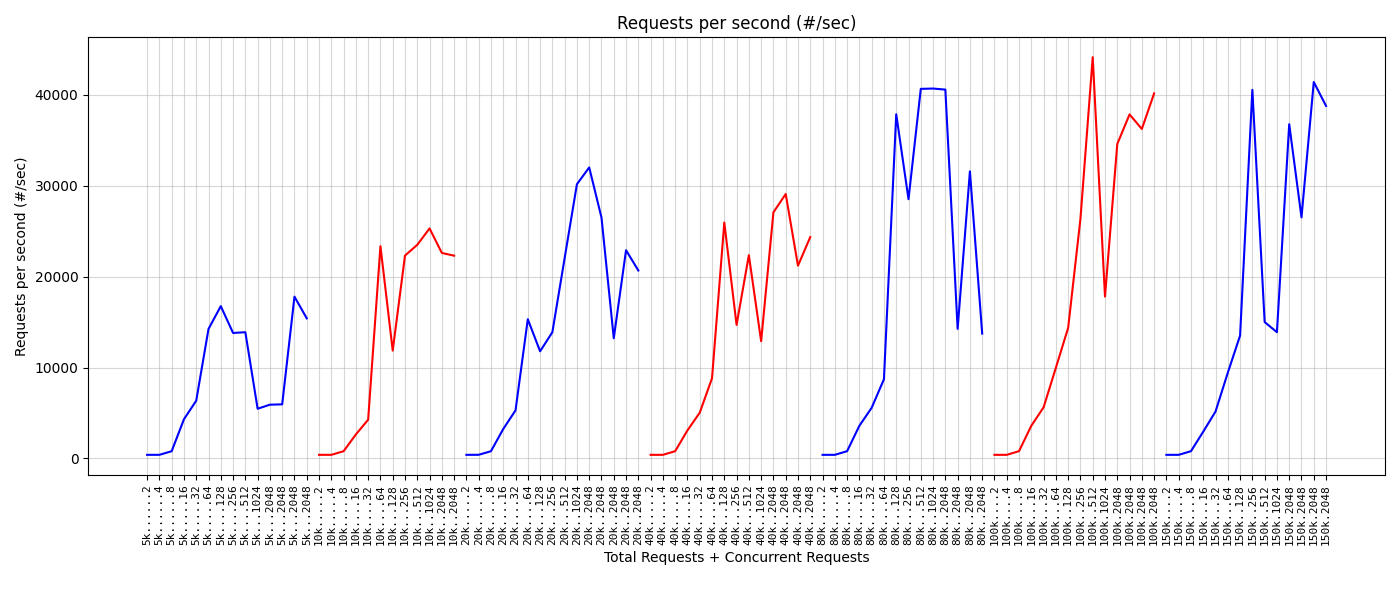 Requests per second (#/sec)
40000
30000
20000
10000
0
Requests per second (#/sec)
5k......2
5k......4
5k......8
5k.....16
5k.....32
5k.....64
5k....128
5k....256
5k....512
5k...1024
5k...2048
5k...2048
5k...2048
5k...2048
10k.....2
10k.....4
10k.....8
10k....16
10k....32
10k....64
10k...128
10k...256
10k...512
10k..1024
10k..2048
10k..2048
20k.....2
20k.....4
20k.....8
20k....16
20k....32
20k....64
20k...128
20k...256
20k...512
20k..1024
20k..2048
20k..2048
20k..2048
20k..2048
20k..2048
40k.....2
40k.....4
40k.....8
40k....16
40k....32
40k....64
40k...128
40k...256
40k...512
40k..1024
40k..2048
40k..2048
40k..2048
40k..2048
80k.....2
80k.....4
80k.....8
80k....16
80k....32
80k....64
80k...128
80k...256
80k...512
80k..1024
80k..2048
80k..2048
80k..2048
80k..2048
100k....2
100k....4
100k....8
100k...16
100k...32
100k...64
100k..128
100k..256
100k..512
100k.1024
100k.2048
100k.2048
100k.2048
100k.2048
150k....2
150k....4
150k....8
150k...16
150k...32
150k...64
150k..128
150k..256
150k..512
150k.1024
150k.2048
150k.2048
150k.2048
150k.2048
Total Requests + Concurrent Requests